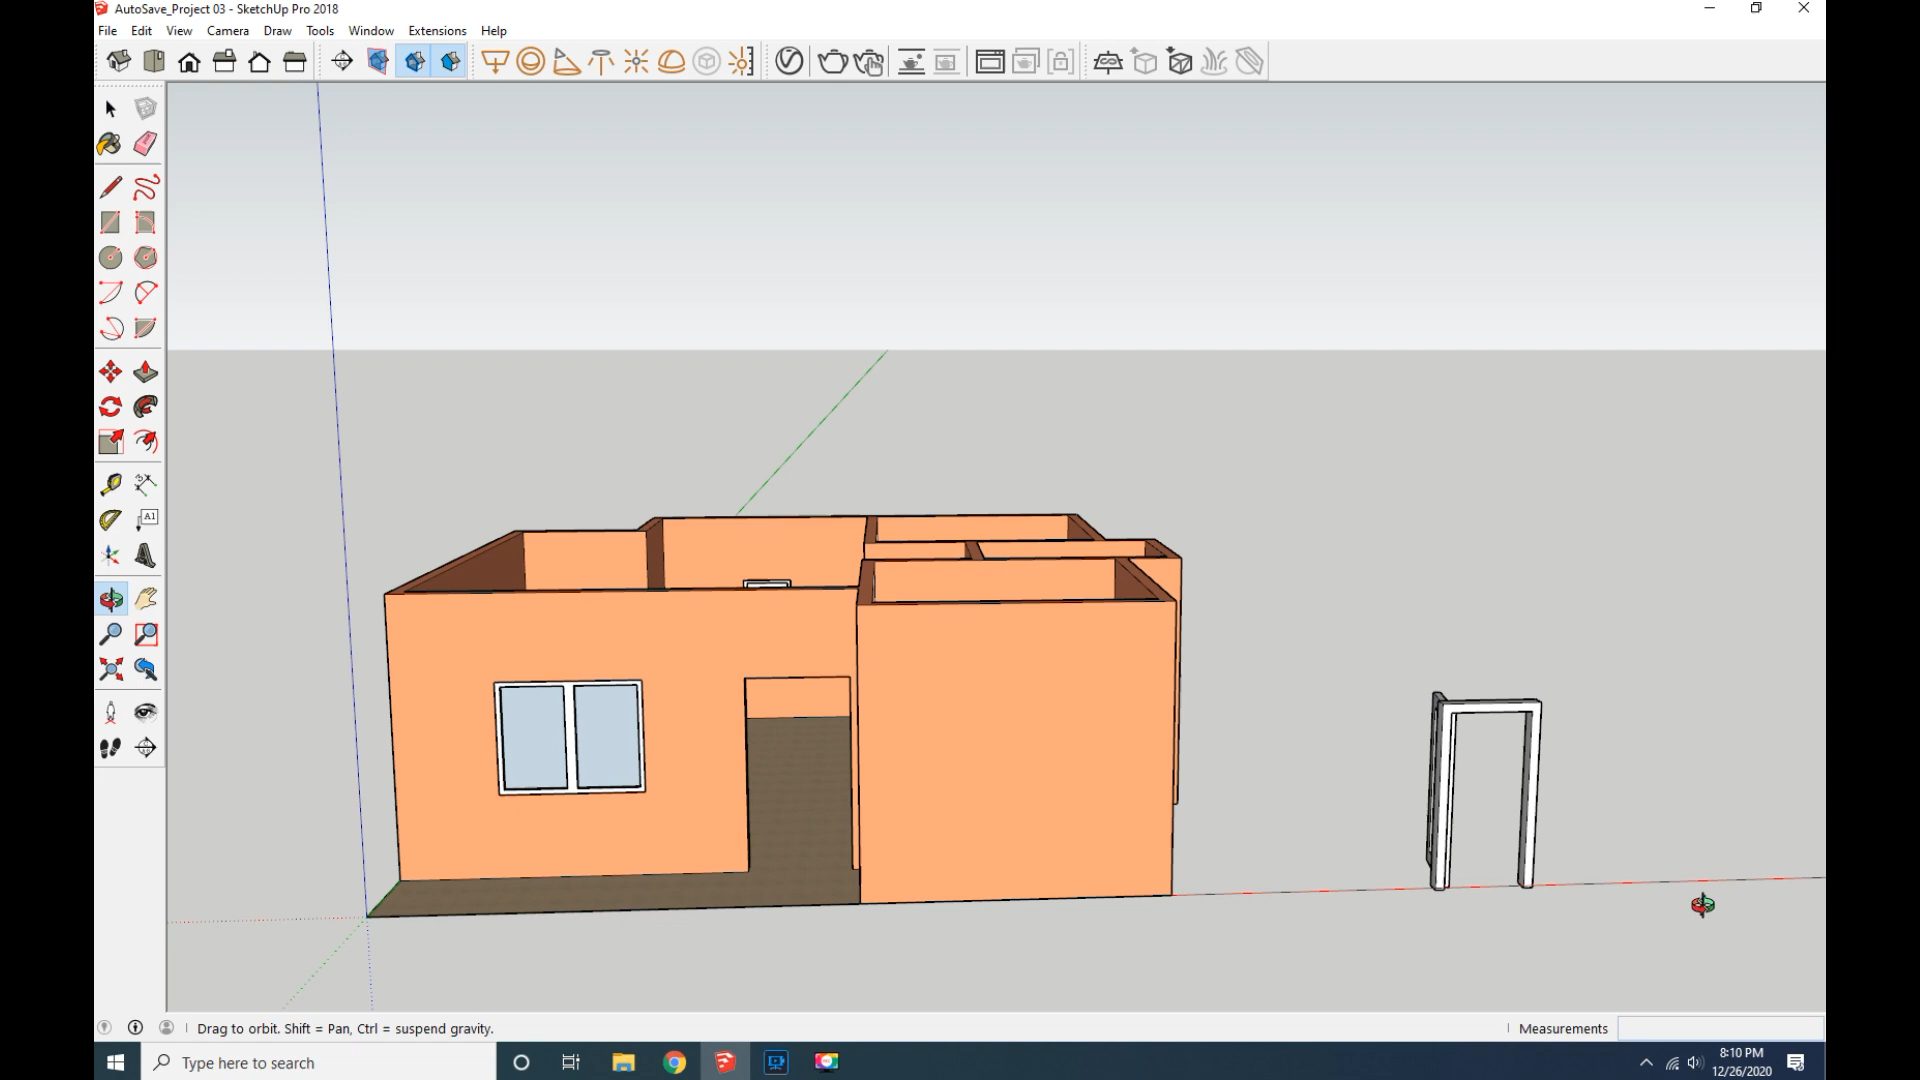 AutoSave_Project 03 - SketchUp Pro 2018
File Edit View Camera Draw Tools Window Extensions Help
A1
Drag to orbit. Shift = Pan, Ctrl = suspend gravity.
Measurements
Type here to search
8:10 PM
12/26/2020